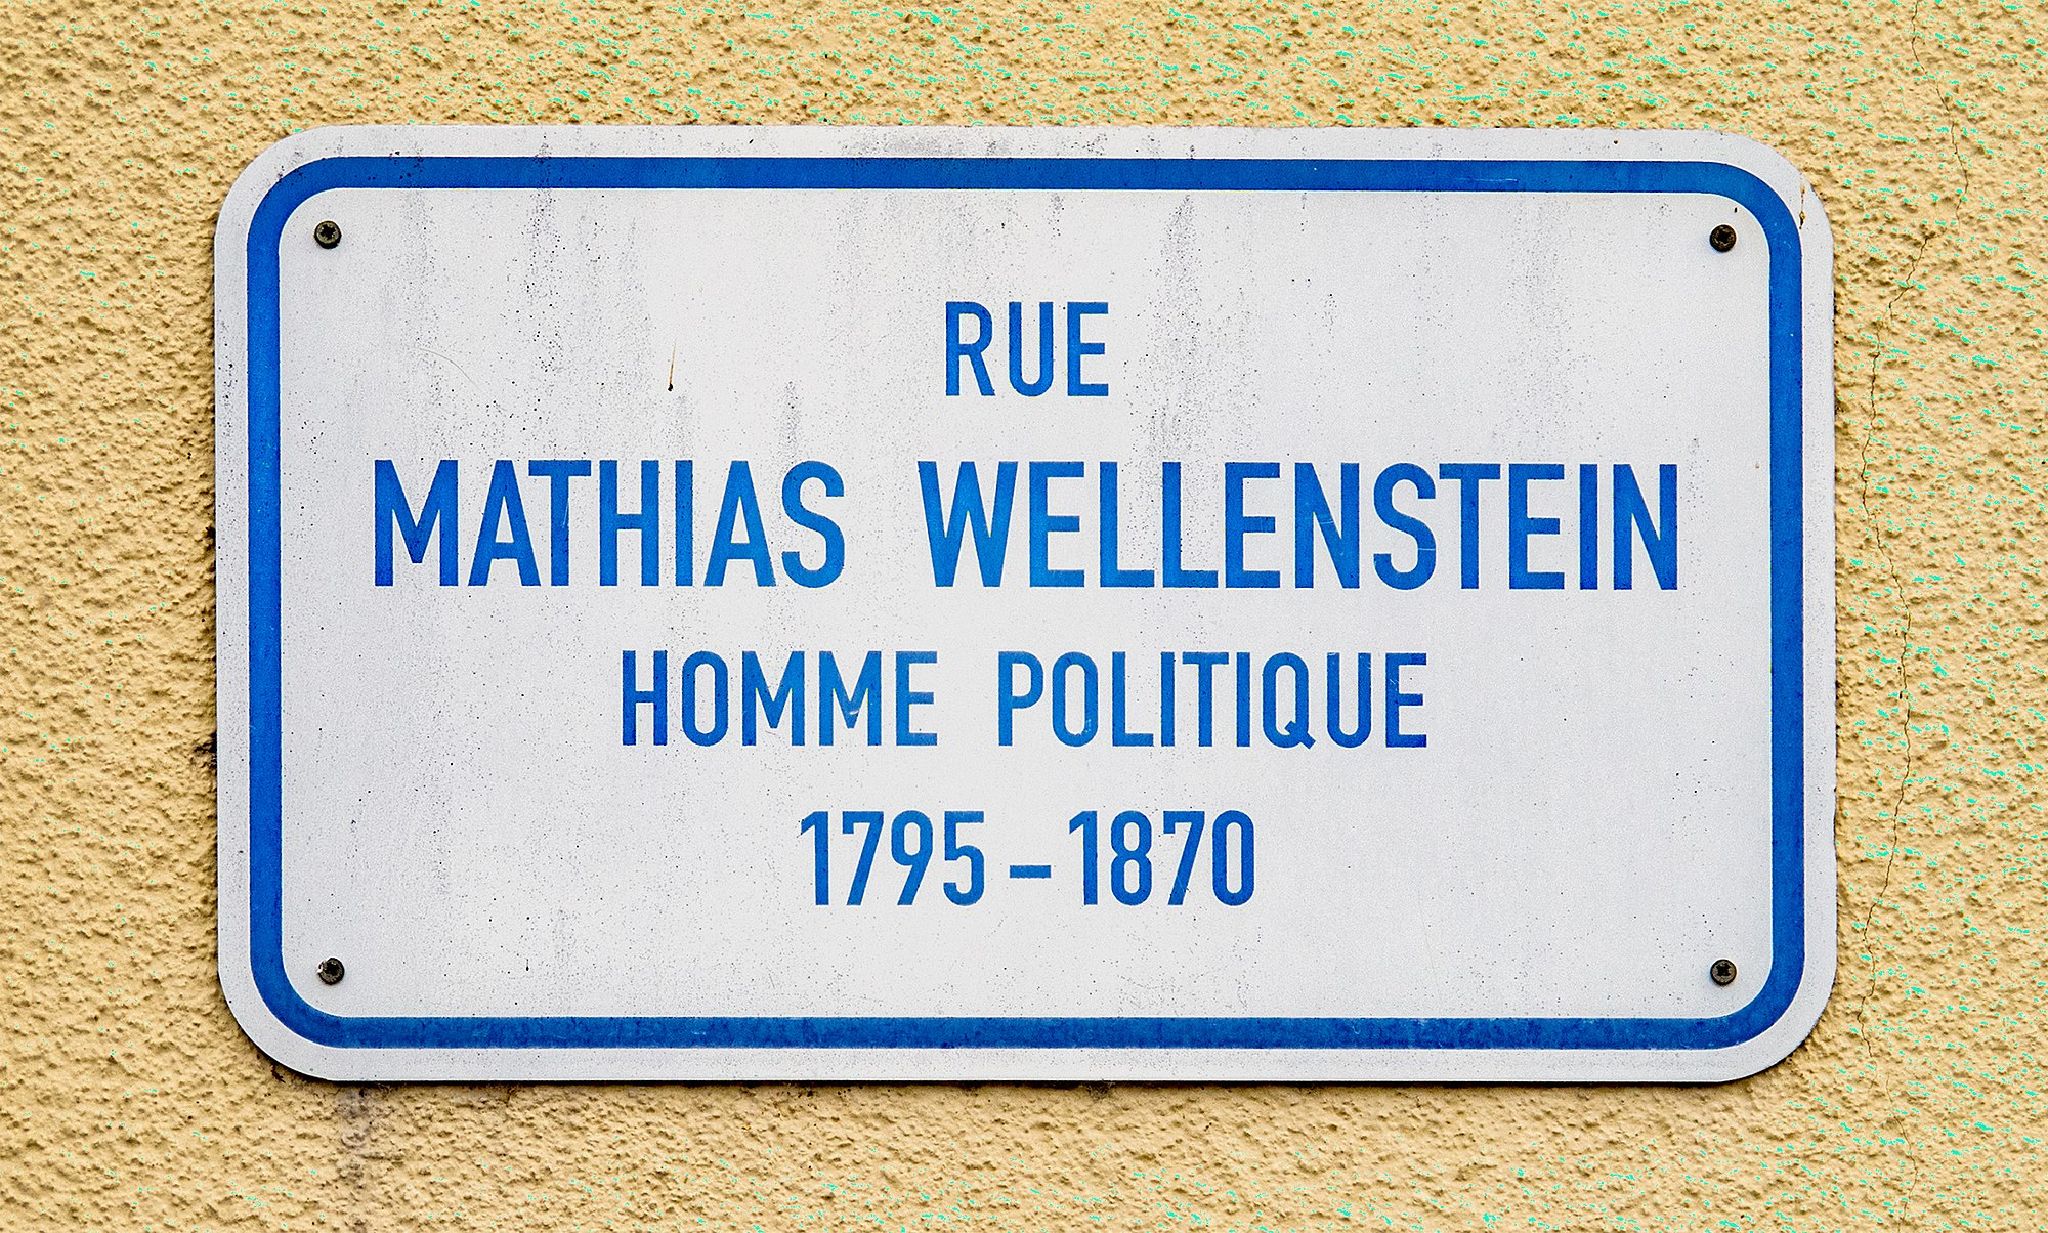 RUE
MATHIAS WELLENSTEIN
HOMME POLITIQUE
1795 – 1870